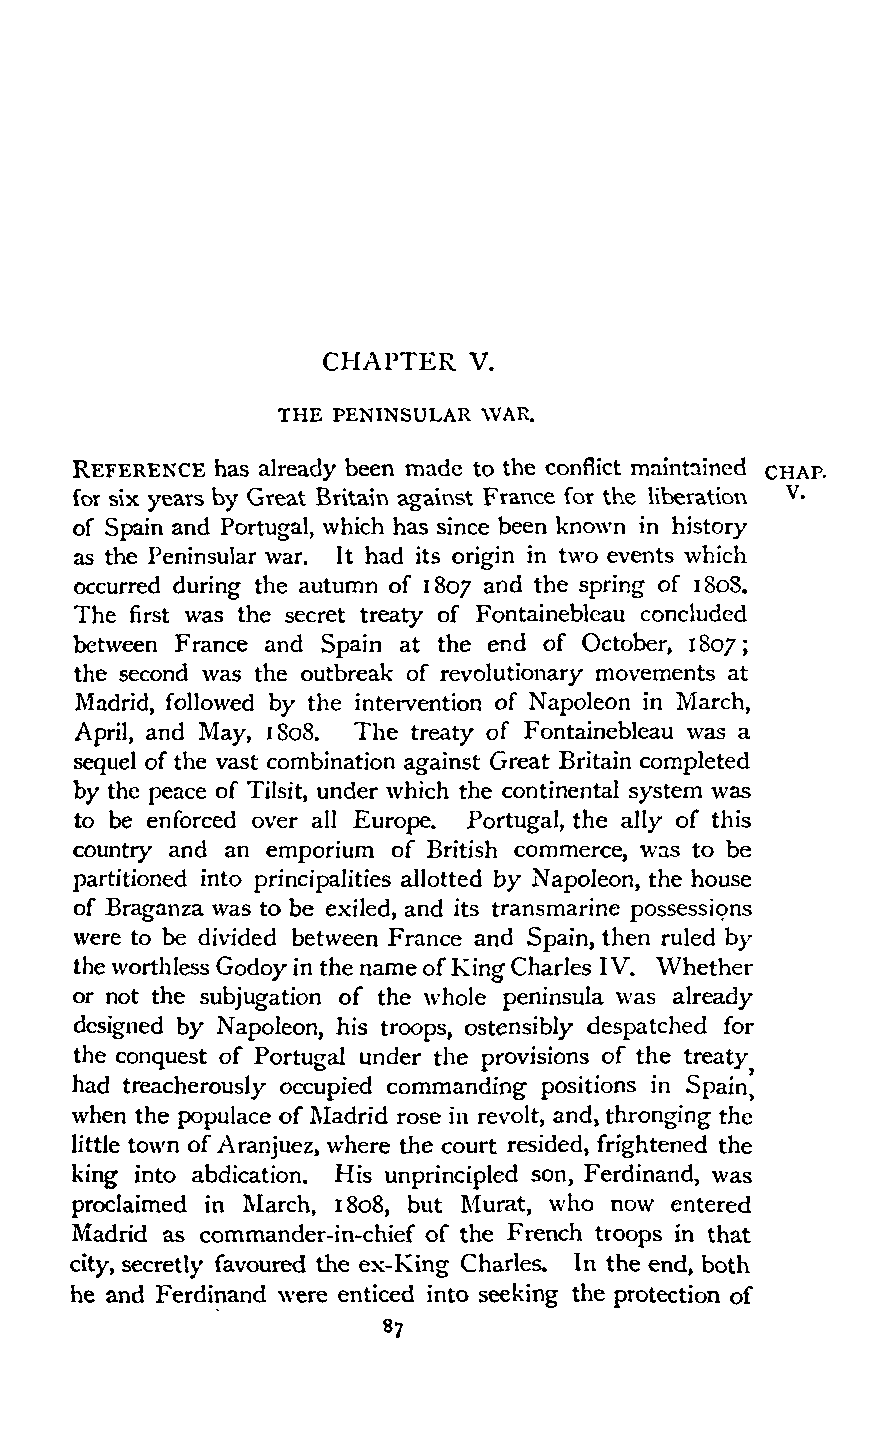 CHAPTER V.
THE PENINSULAR WAR.
REFERENCE has already been made to the conflict maintained
CHAP. V.
for six years by Great Britain against France for the liberation
of Spain and Portugal, which has since been known in history
as the Peninsular war. It had its origin in two events which
occurred during the autumn of 1807 and the spring of 1808.
The first was the secret treaty of Fontainebleau concluded
between France and Spain at the end of October, 1807;
the second was the outbreak of revolutionary movements at
Madrid, followed by the intervention of Napoleon in March,
April, and May, 1808. The treaty of Fontainebleau was a
sequel of the vast combination against Great Britain completed
by the peace of Tilsit, under which the continental system was
to be enforced over all Europe. Portugal, the ally of this
country and an emporium of British commerce, was to be
partitioned into principalities allotted by Napoleon, the house
of Braganza was to be exiled, and its transmarine possessions
were to be divided between France and Spain, then ruled by
the worthless Godoy in the name of King Charles IV. Whether
or not the subjugation of the whole peninsula was already
designed by Napoleon, his troops, ostensibly despatched for
the conquest of Portugal under the provisions of the treaty,
had treacherously occupied commanding positions in Spain,
when the populace of Madrid rose in revolt, and, thronging the
little town of Aranjuez, where the court resided, frightened the
king into abdication. His unprincipled son, Ferdinand, was
proclaimed in March, 1808, but Murat, who now entered
Madrid as commander-in-chief of the French troops in that
city, secretly favoured the ex-King Charles. In the end, both
he and Ferdinand were enticed into seeking the protection of
87